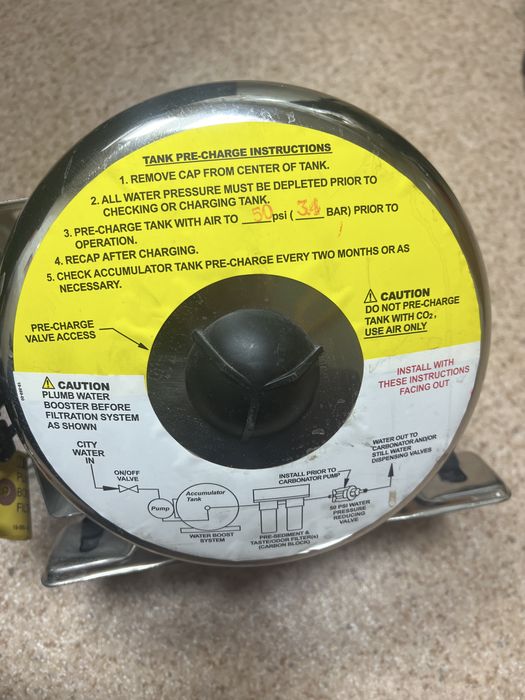 TANK PRE-CHARGE INSTRUCTIONS
1. REMOVE CAP FROM CENTER OF TANK.
2. ALL WATER PRESSURE MUST BE DEPLETED PRIOR TO
CHECKING OR CHARGING TANK.
3. PRE-CHARGE TANK WITH AIR TO 50 psi ( 3.4 BAR) PRIOR TO
OPERATION.
4. RECAP AFTER CHARGING.
5. CHECK ACCUMULATOR TANK PRE-CHARGE EVERY TWO MONTHS OR AS
NECESSARY.
PRE-CHARGE
VALVE ACCESS
CAUTION
DO NOT PRE-CHARGE
TANK WITH CO2,
USE AIR ONLY
INSTALL WITH
THESE INSTRUCTIONS
FACING OUT
CAUTION
PLUMB WATER
BOOSTER BEFORE
FILTRATION SYSTEM
AS SHOWN
CITY
WATER
IN
ON/OFF
VALVE
Pump
Accumulator
Tank
WATER BOOST
SYSTEM
INSTALL PRIOR TO
CARBONATOR PUMP
PRE-SEDIMENT &
TASTE/ODOR FILTER(s)
(CARBON BLOCK)
50 PSI WATER
PRESSURE
REDUCING
VALVE
WATER OUT TO
CARBONATOR AND/OR
STILL WATER
DISPENSING VALVES